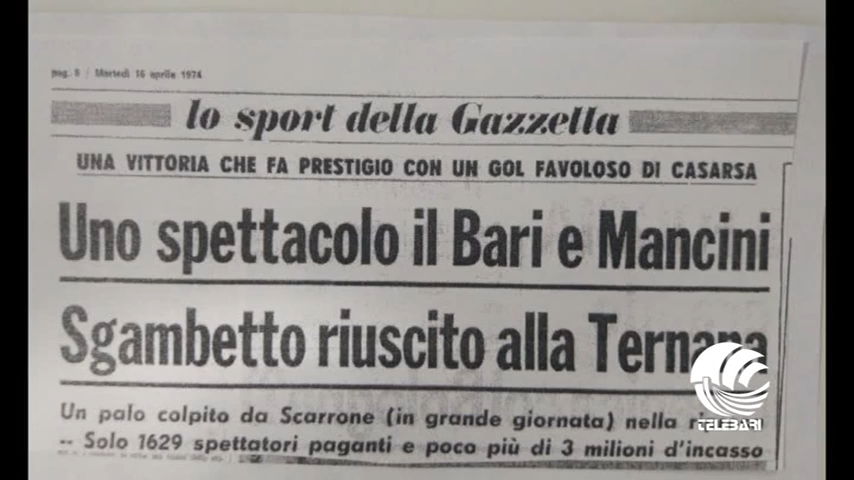 pag. 8 / Martedì 16 aprile 1974
lo sport della Gazzetta
UNA VITTORIA CHE FA PRESTIGIO CON UN GOL FAVOLOSO DI CASARSA
Uno spettacolo il Bari e Mancini
Sgambetto riuscito alla Ternana
Un palo colpito da Scarrone (in grande giornata) nella
-- Solo 1629 spettatori paganti e poco più di 3 milioni d'incasso
TELEBARI